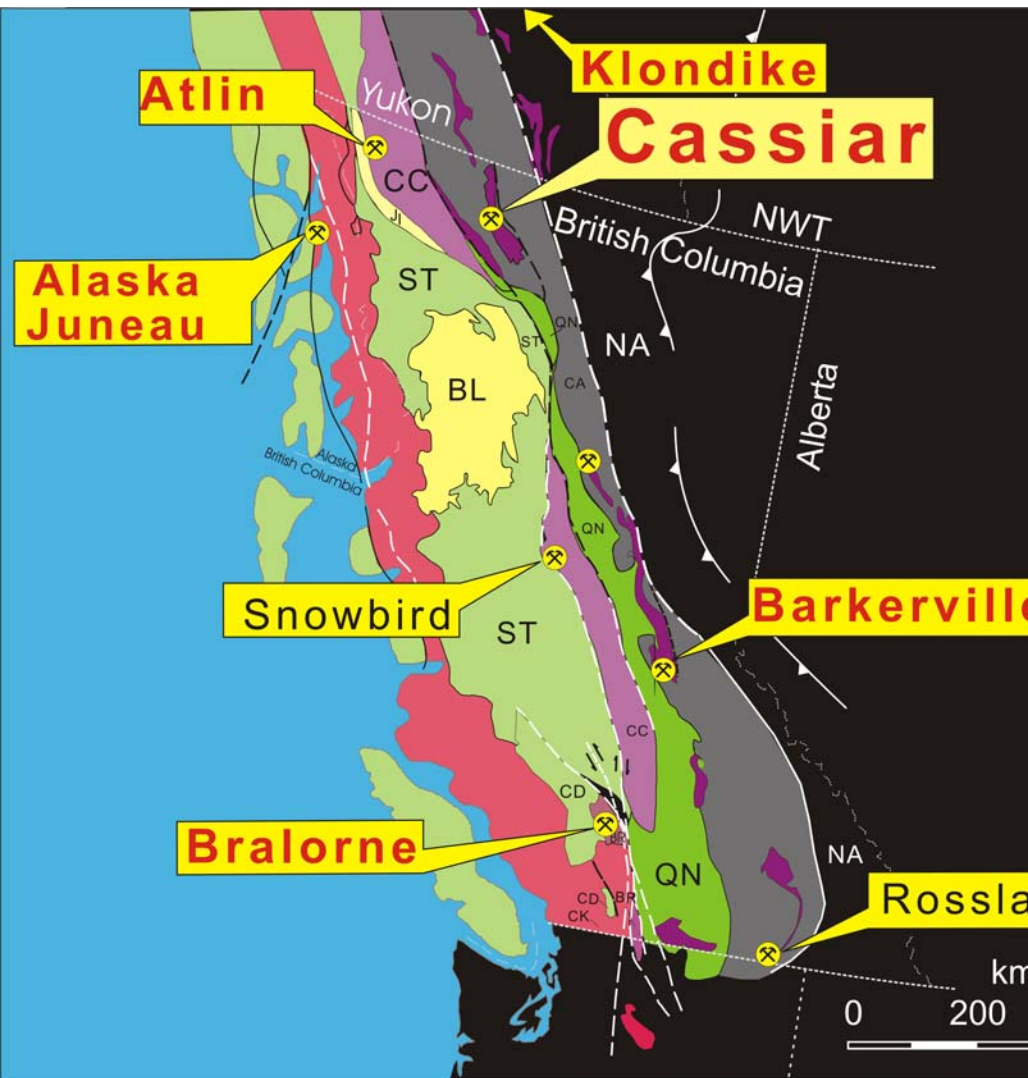 Klondike
Atlin
Yukon
Cassiar
CC
NWT
British Columbia
Alaska
Juneau
ST
QN
ST
NA
CA
BL
Alberta
Alaska
British Columbia
QN
Snowbird
ST
Barkerville
CC
CD
Bralorne
NA
QN
CD
BR
CK
Rossla
km
0
200